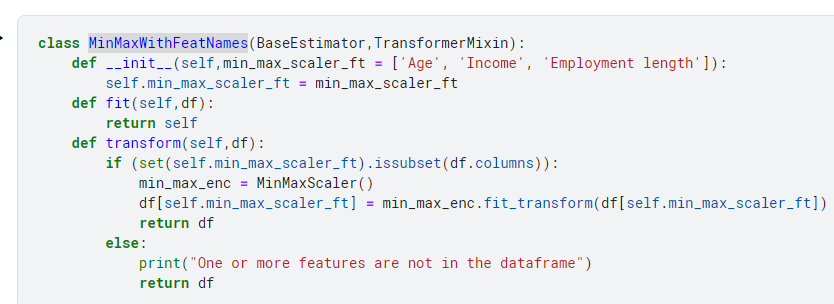 class MinMaxWithFeatNames(BaseEstimator,TransformerMixin):
    def __init__(self,min_max_scaler_ft = ['Age', 'Income', 'Employment length']):
        self.min_max_scaler_ft = min_max_scaler_ft
    def fit(self,df):
        return self
    def transform(self,df):
        if (set(self.min_max_scaler_ft).issubset(df.columns)):
            min_max_enc = MinMaxScaler()
            df[self.min_max_scaler_ft] = min_max_enc.fit_transform(df[self.min_max_scaler_ft])
            return df
        else:
            print("One or more features are not in the dataframe")
            return df